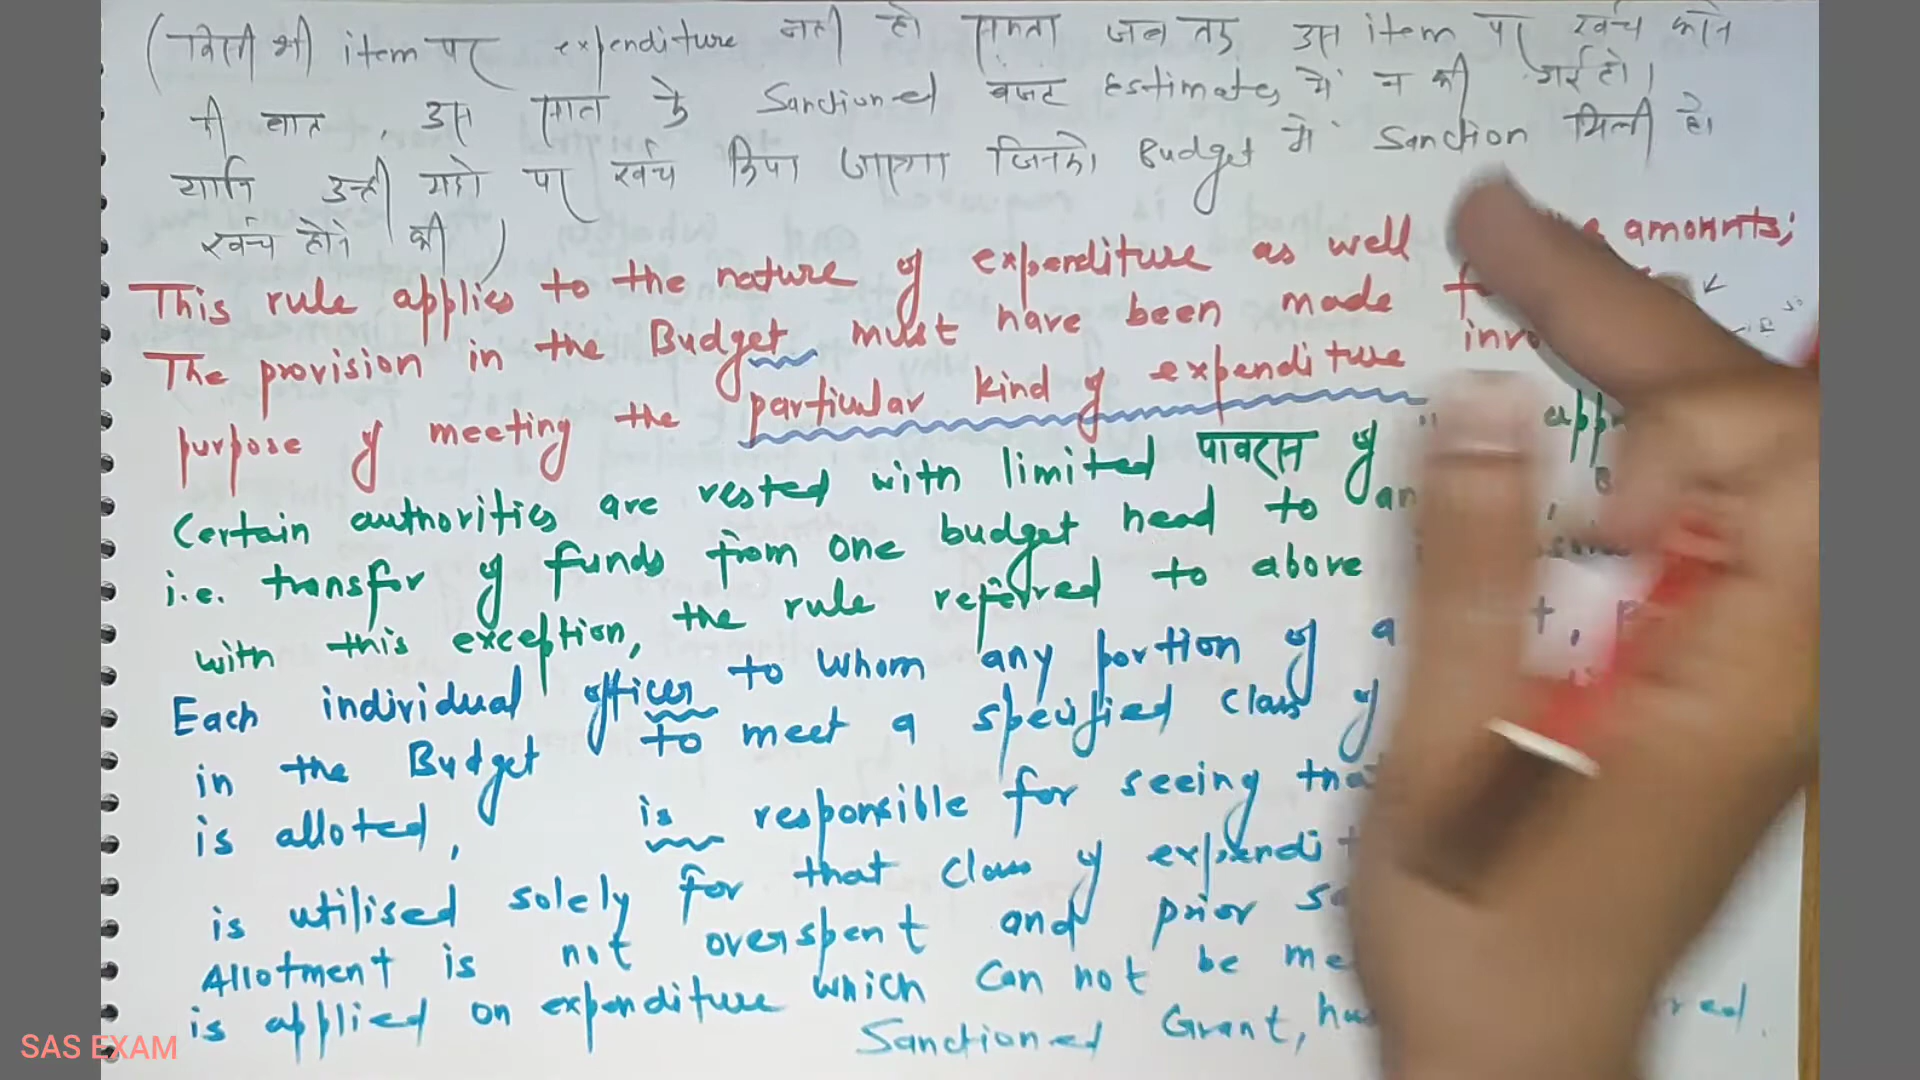 (किसी भी item पर expenditure नही हो सकता जब तक उस item पर खर्च करने
की बात, उस साल के Sanctioned बजट Estimates में न की गई हो।
यानि उन्ही मदो पर खर्च किया जाएगा जिनको Budget में Sanction मिली है।
खर्च होने की)
This rule applies to the nature of expenditure as well amounts;
The provision in the Budget must have been made
purpose of meeting the particular kind of expenditure
Certain authorities are vested with limited पावरस of "
i.e. transfer of funds from one budget head to
with this exception, the rule referred to above
Each individual officer to whom any portion of a
in the Budget to meet a specified class of
is alloted, is responsible for seeing that
is utilised solely for that class of
Allotment is not overspent and prior
is applied on expenditure which can not be
Sanctioned Grant,
SAS EXAM